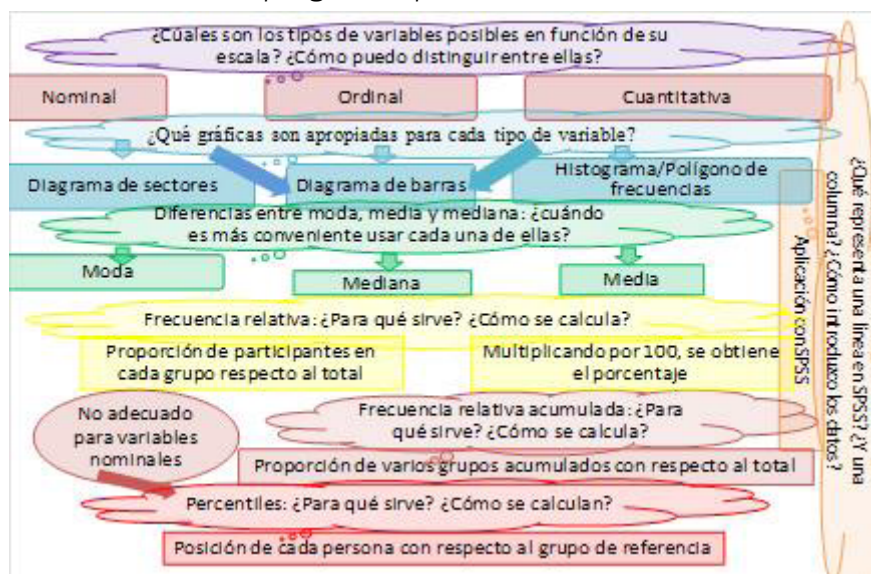 ¿Cúales son los tipos de variables posibles en función de su
escala? ¿Cómo puedo distinguir entre ellas?
Nominal
Ordinal
Cuantitativa
¿Qué gráficas son apropiadas para cada tipo de variable?
Diagrama de sectores
Diagrama de barras
Histograma/Polígono de
frecuencias
Diferencias entre moda, media y mediana: ¿cuándo
es más conveniente usar cada una de ellas?
Moda
Mediana
Media
Frecuencia relativa: ¿Para qué sirve? ¿Cómo se calcula?
Proporción de participantes en
cada grupo respecto al total
Multiplicando por 100, se obtiene
el porcentaje
No adecuado
para variables
nominales
Frecuencia relativa acumulada: ¿Para
qué sirve? ¿Cómo se calcula?
Proporción de varios grupos acumulados con respecto al total
Percentiles: ¿Para qué sirve? ¿Cómo se calculan?
Posición de cada persona con respecto al grupo de referencia
Aplicación con SPSS
¿Qué representa una línea en SPSS? ¿Y una
columna? ¿Cómo introduzco los datos?